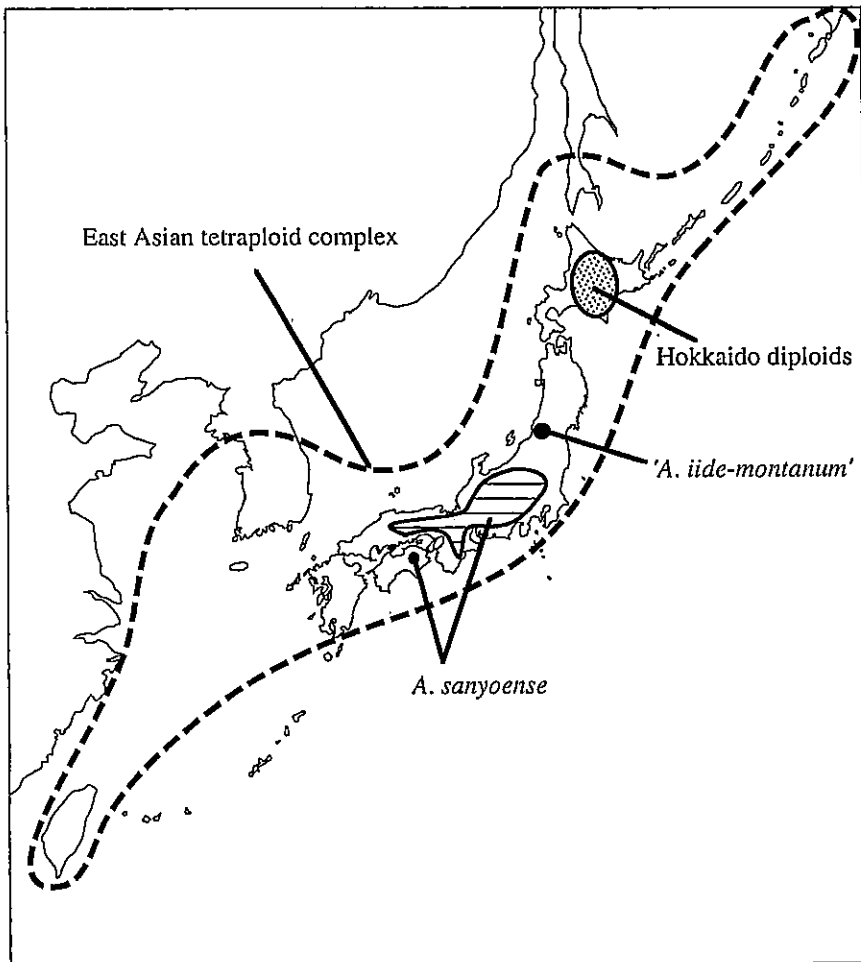 East Asian tetraploid complex
Hokkaido diploids
'A. iide-montanum'
A. sanyoense